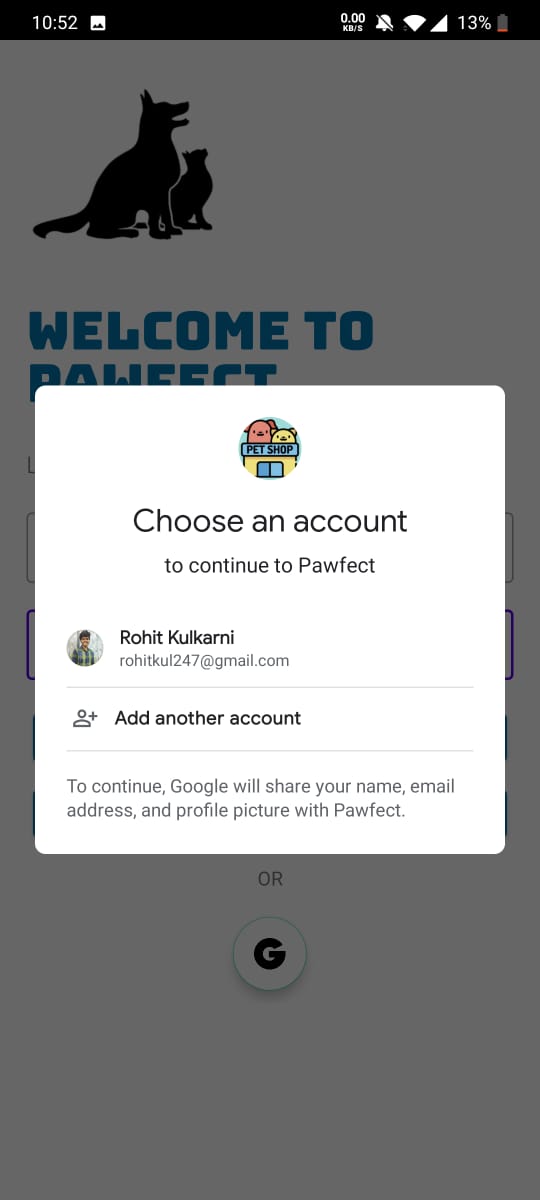 10:52
0.00
KB/S
13%
WELCOME TO
PAWFECT
PET SHOP
Choose an account
to continue to Pawfect
Rohit Kulkarni
rohitkul247@gmail.com
Add another account
To continue, Google will share your name, email
address, and profile picture with Pawfect.
OR
G